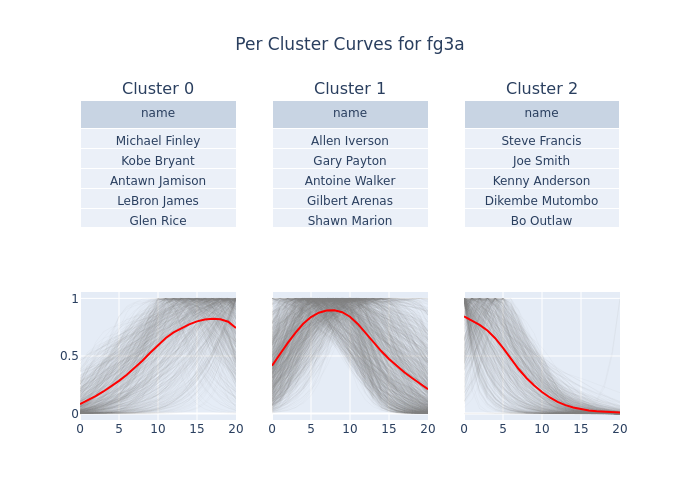 Per Cluster Curves for fg3a
Cluster 0
name
Michael Finley
Kobe Bryant
Antawn Jamison
LeBron James
Glen Rice
Cluster 1
name
Allen Iverson
Gary Payton
Antoine Walker
Gilbert Arenas
Shawn Marion
Cluster 2
name
Steve Francis
Joe Smith
Kenny Anderson
Dikembe Mutombo
Bo Outlaw
1
0.5
0
0 5 10 15 20
0 5 10 15 20
0 5 10 15 20